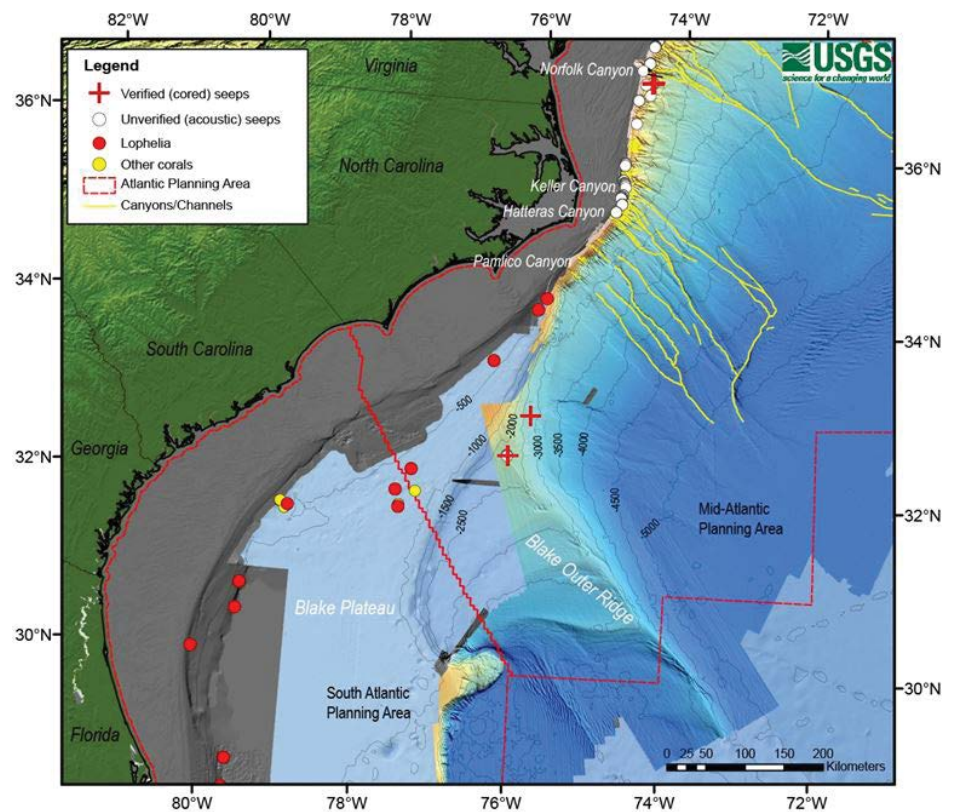 82°W 80°W 78°W 76°W 74°W 72°W
Legend
Verified (cored) seeps
Unverified (acoustic) seeps
Lophelia
Other corals
Atlantic Planning Area
Canyons/Channels
USGS
science for a changing world
Virginia
Norfolk Canyon
36°N
North Carolina
36°N
Keller Canyon
Hatteras Canyon
Pamlico Canyon
34°N
South Carolina
34°N
-500
-1000
-2000
-3000
-3500
-4000
Georgia
32°N
-1500
-2500
-4500
-5000
Mid-Atlantic
Planning Area
32°N
Blake Outer Ridge
Blake Plateau
30°N
South Atlantic
Planning Area
30°N
Florida
0 25 50 100 150 200
Kilometers
80°W 78°W 76°W 74°W 72°W